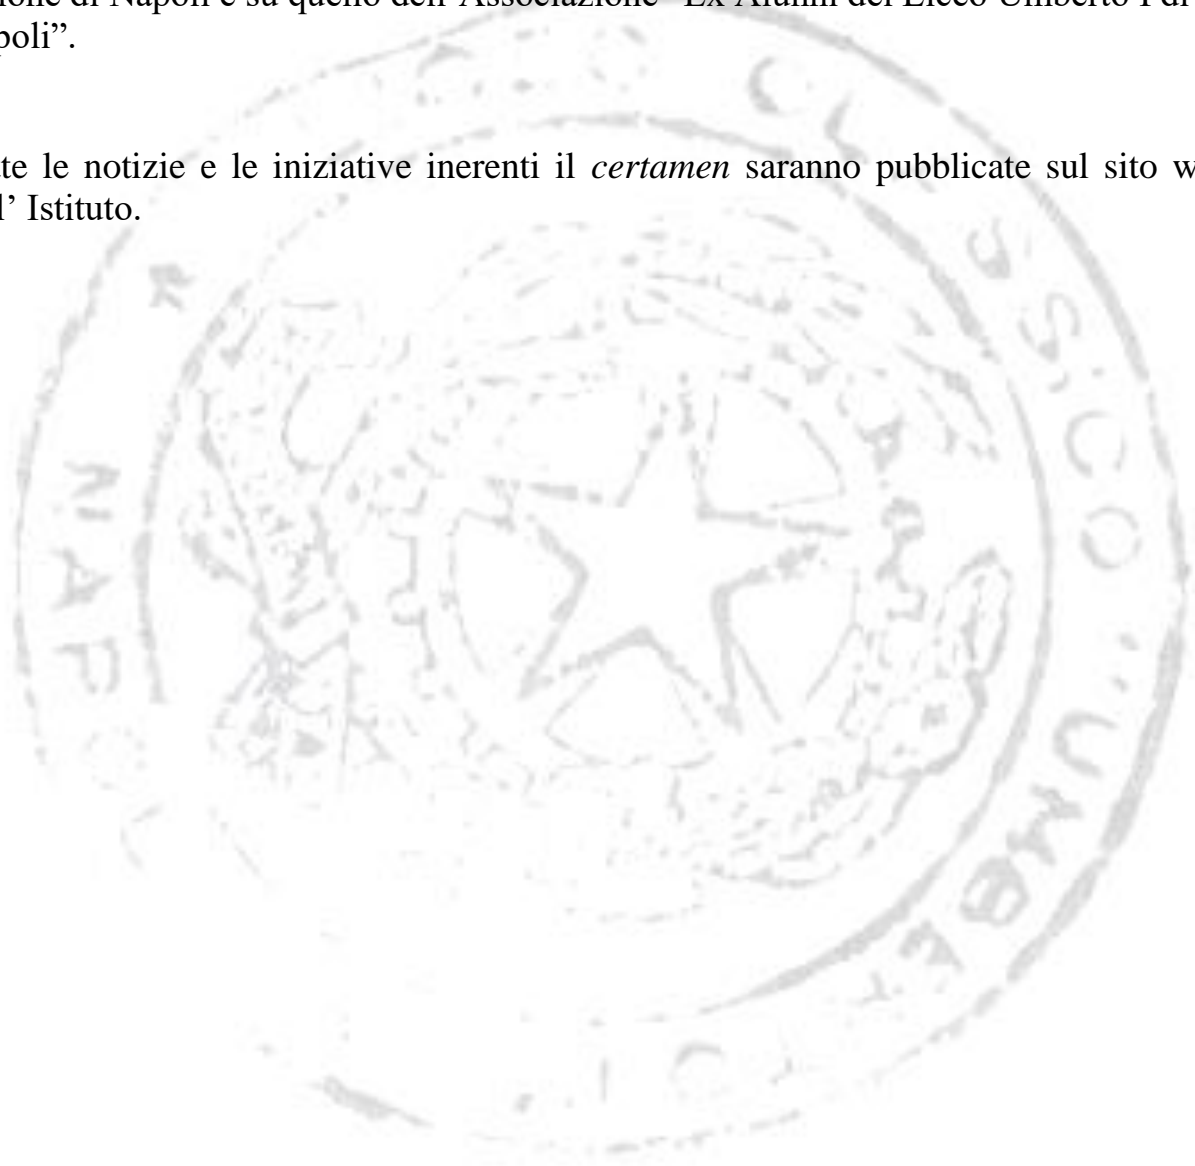 ione di Napoli e su quello dell'Associazione "Ex Alunni del Liceo Umberto I di
poli”.
te le notizie e le iniziative inerenti il certamen saranno pubblicate sul sito w
l’ Istituto.
NAP